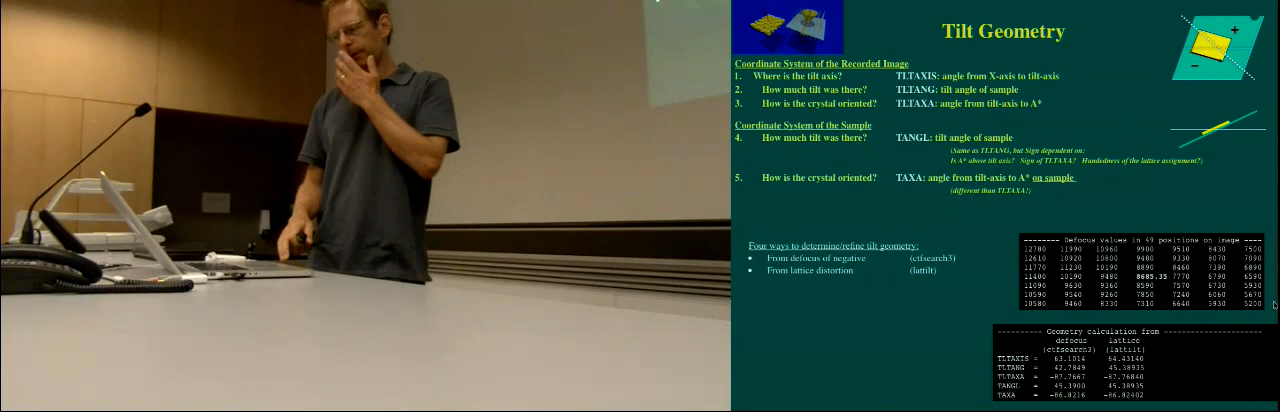 Tilt Geometry
Coordinate System of the Recorded Image
1. Where is the tilt axis? TLTAXIS: angle from X-axis to tilt-axis
2. How much tilt was there? TLTANG: tilt angle of sample
3. How is the crystal oriented? TLTAXA: angle from tilt-axis to A*
Coordinate System of the Sample
4. How much tilt was there? TANGL: tilt angle of sample
(Same as TLTANG, but Sign dependent on:
Is A* above tilt axis? Sign of TLTAXA? Handedness of the lattice assignment?)
5. How is the crystal oriented? TAXA: angle from tilt-axis to A* on sample
(different than TLTAXA!)
+
–
Four ways to determine/refine tilt geometry:
• From defocus of negative (ctfsearch3)
• From lattice distortion (lattilt)
-------- Defocus values in 49 positions on image ----
12780 11990 10960 9900 9510 8430 7500
12610 10920 10800 9480 9330 8070 7090
11770 11230 10190 8890 8460 7390 6890
11400 10190 9480 8685.35 7770 6790 6590
11090 9630 9360 8590 7570 6730 5930
10590 9540 9260 7850 7240 6060 5670
10580 9460 8330 7310 6640 5930 5200
---------- Geometry calculation from ----------------------
defocus lattice
(ctfsearch3) (lattilt)
TLTAXIS = 63.1014 64.43140
TLTANG = 42.7849 45.38935
TLTAXA = -87.7667 -87.76840
TANGL = 45.3900 45.38935
TAXA = -86.8216 -86.82402